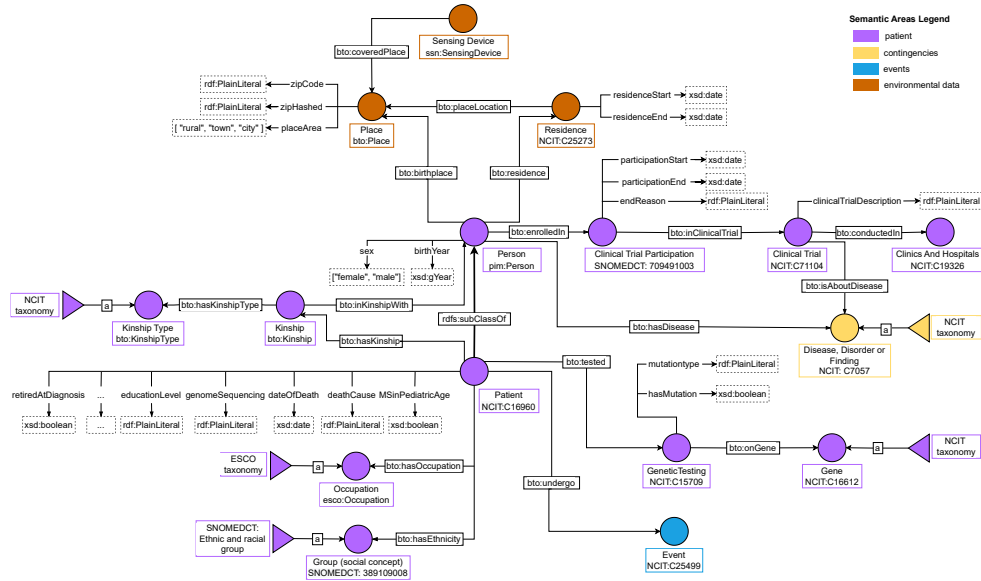 Semantic Areas Legend
patient
contingencies
events
environmental data
Sensing Device
ssn:SensingDevice
bto:coveredPlace
rdf:PlainLiteral
zipCode
rdf:PlainLiteral
zipHashed
[ "rural", "town", "city" ]
placeArea
Place
bto:Place
bto:placeLocation
Residence
NCIT:C25273
residenceStart
xsd:date
residenceEnd
xsd:date
bto:birthplace
bto:residence
participationStart
xsd:date
participationEnd
xsd:date
endReason
rdf:PlainLiteral
clinicalTrialDescription
rdf:PlainLiteral
bto:enrolledIn
bto:inClinicalTrial
bto:conductedIn
Person
pim:Person
Clinical Trial Participation
SNOMEDCT: 709491003
Clinical Trial
NCIT:C71104
Clinics And Hospitals
NCIT:C19326
sex
birthYear
["female", "male"]
xsd:gYear
bto:isAboutDisease
NCIT
taxonomy
a
bto:hasKinshipType
bto:inKinshipWith
Kinship Type
bto:KinshipType
Kinship
bto:Kinship
rdfs:subClassOf
bto:hasKinship
bto:hasDisease
a
NCIT
taxonomy
Disease, Disorder or
Finding
NCIT: C7057
bto:tested
mutationtype
rdf:PlainLiteral
hasMutation
xsd:boolean
Patient
NCIT:C16960
retiredAtDiagnosis
...
educationLevel
genomeSequencing
dateOfDeath
deathCause
MSinPediatricAge
xsd:boolean
...
rdf:PlainLiteral
rdf:PlainLiteral
xsd:date
rdf:PlainLiteral
xsd:boolean
bto:onGene
a
NCIT
taxonomy
GeneticTesting
NCIT:C15709
Gene
NCIT:C16612
ESCO
taxonomy
a
bto:hasOccupation
Occupation
esco:Occupation
bto:undergo
SNOMEDCT:
Ethnic and racial
group
a
bto:hasEthnicity
Group (social concept)
SNOMEDCT: 389109008
Event
NCIT:C25499